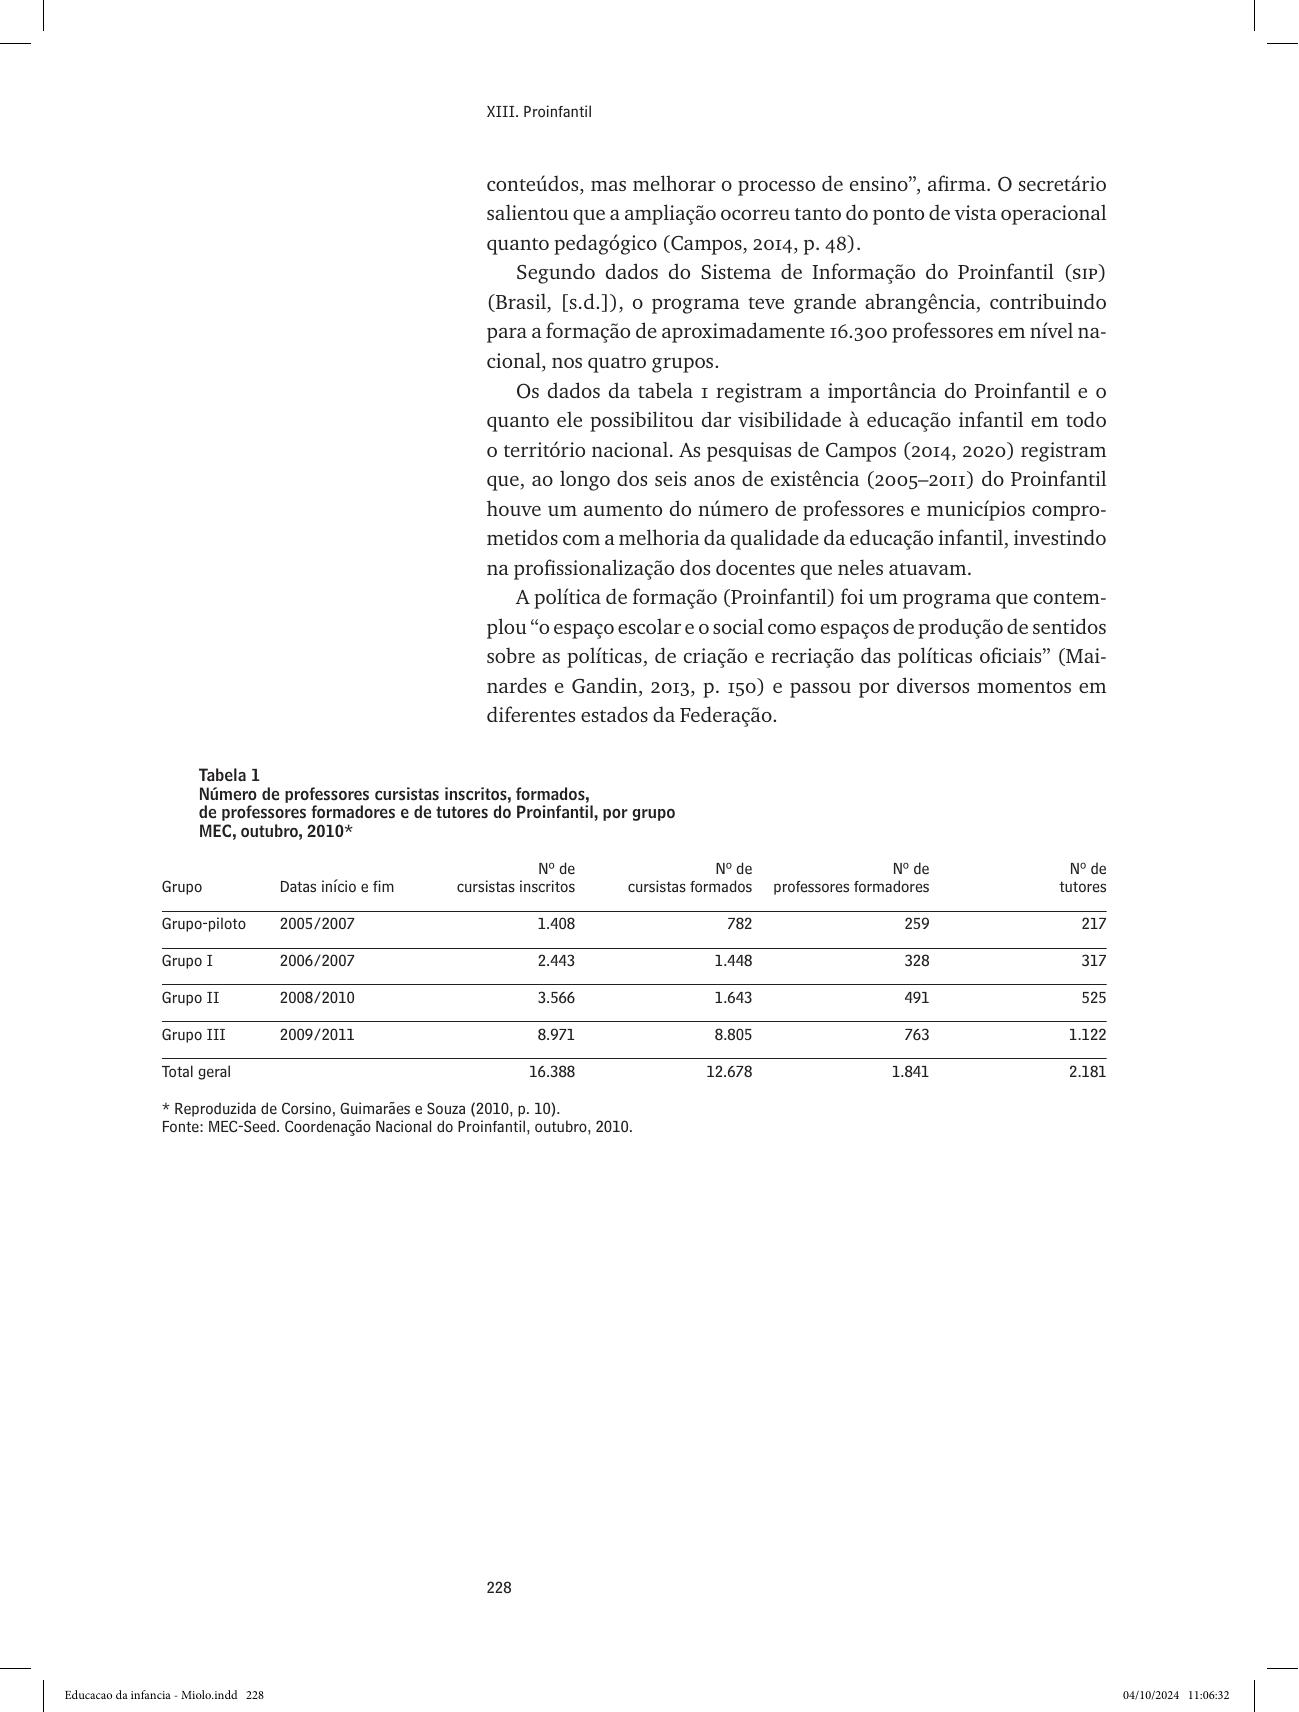 XIII. Proinfantil
conteúdos, mas melhorar o processo de ensino”, afirma. O secretário
salientou que a ampliação ocorreu tanto do ponto de vista operacional
quanto pedagógico (Campos, 2014, p. 48).
Segundo dados do Sistema de Informação do Proinfantil (SIP)
(Brasil, [s.d.]), o programa teve grande abrangência, contribuindo
para a formação de aproximadamente 16.300 professores em nível na-
cional, nos quatro grupos.
Os dados da tabela 1 registram a importância do Proinfantil e o
quanto ele possibilitou dar visibilidade à educação infantil em todo
o território nacional. As pesquisas de Campos (2014, 2020) registram
que, ao longo dos seis anos de existência (2005–2011) do Proinfantil
houve um aumento do número de professores e municípios compro-
metidos com a melhoria da qualidade da educação infantil, investindo
na profissionalização dos docentes que neles atuavam.
A política de formação (Proinfantil) foi um programa que contem-
plou “o espaço escolar e o social como espaços de produção de sentidos
sobre as políticas, de criação e recriação das políticas oficiais” (Mai-
nardes e Gandin, 2013, p. 150) e passou por diversos momentos em
diferentes estados da Federação.
Tabela 1
Número de professores cursistas inscritos, formados,
de professores formadores e de tutores do Proinfantil, por grupo
MEC, outubro, 2010*
Nº de Nº de Nº de Nº de
Grupo Datas início e fim cursistas inscritos cursistas formados professores formadores tutores
Grupo-piloto 2005/2007 1.408 782 259 217
Grupo I 2006/2007 2.443 1.448 328 317
Grupo II 2008/2010 3.566 1.643 491 525
Grupo III 2009/2011 8.971 8.805 763 1.122
Total geral 16.388 12.678 1.841 2.181
* Reproduzida de Corsino, Guimarães e Souza (2010, p. 10).
Fonte: MEC-Seed. Coordenação Nacional do Proinfantil, outubro, 2010.
228
Educacao da infancia - Miolo.indd 228 04/10/2024 11:06:32